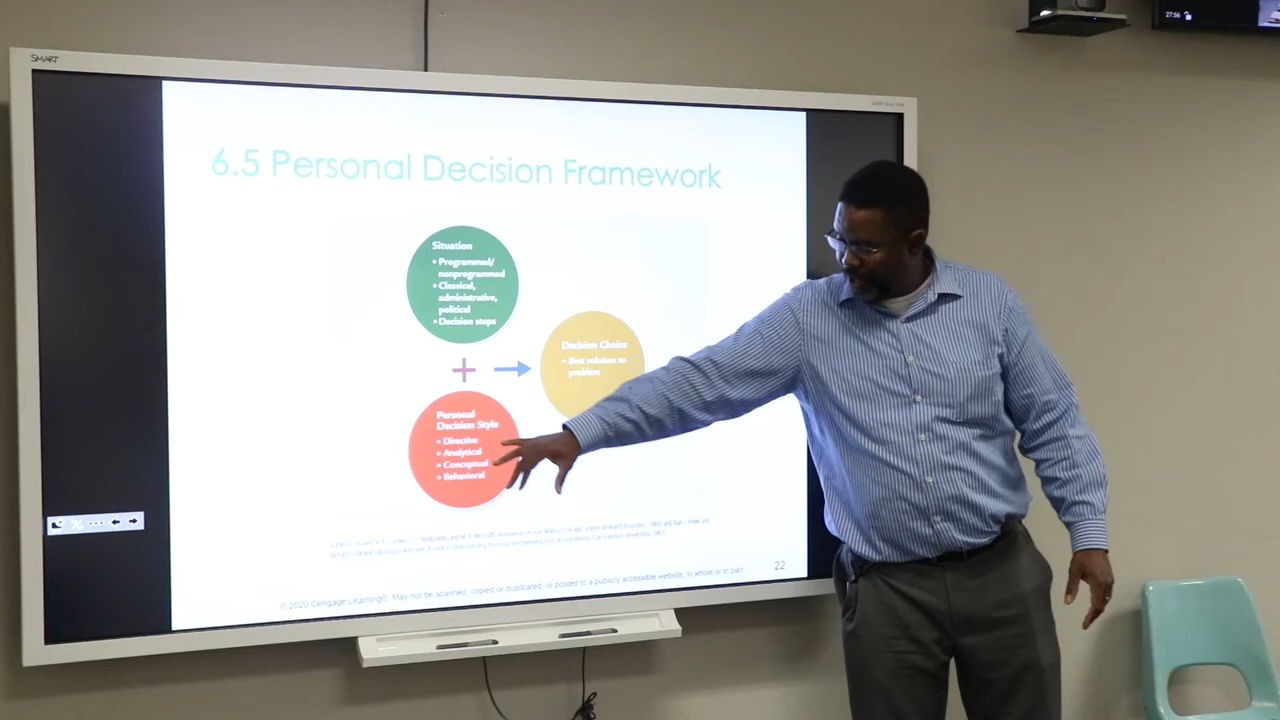 SMART
27:56
6.5 Personal Decision Framework
Situation
• Programmed/
nonprogrammed
• Classical,
administrative,
political
• Decision steps
Decision Choice
• Best solution to
problem
Personal
Decision Style
• Directive
• Analytical
• Conceptual
• Behavioral
22
© 2020 Cengage Learning®. May not be scanned, copied or duplicated, or posted to a publicly accessible website, in whole or in part.